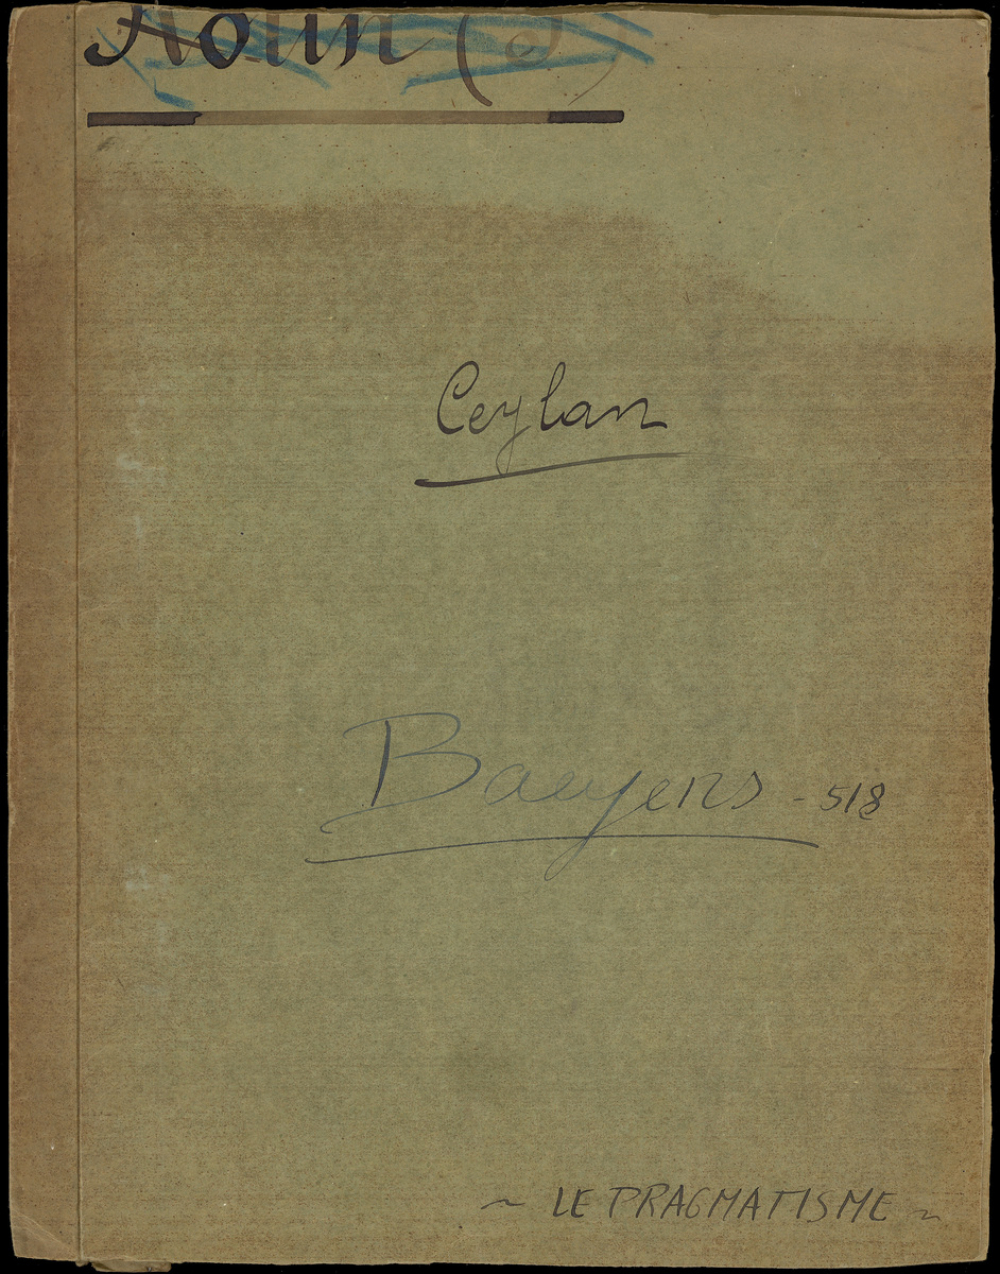 Ceylan
Baeyens - 518
~ LE PRAGMATISME ~